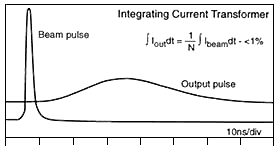 Integrating Current Transformer
Beam pulse
∫ Ioutdt = 1/N ∫ Ibeamdt - <1%
Output pulse
10ns/div